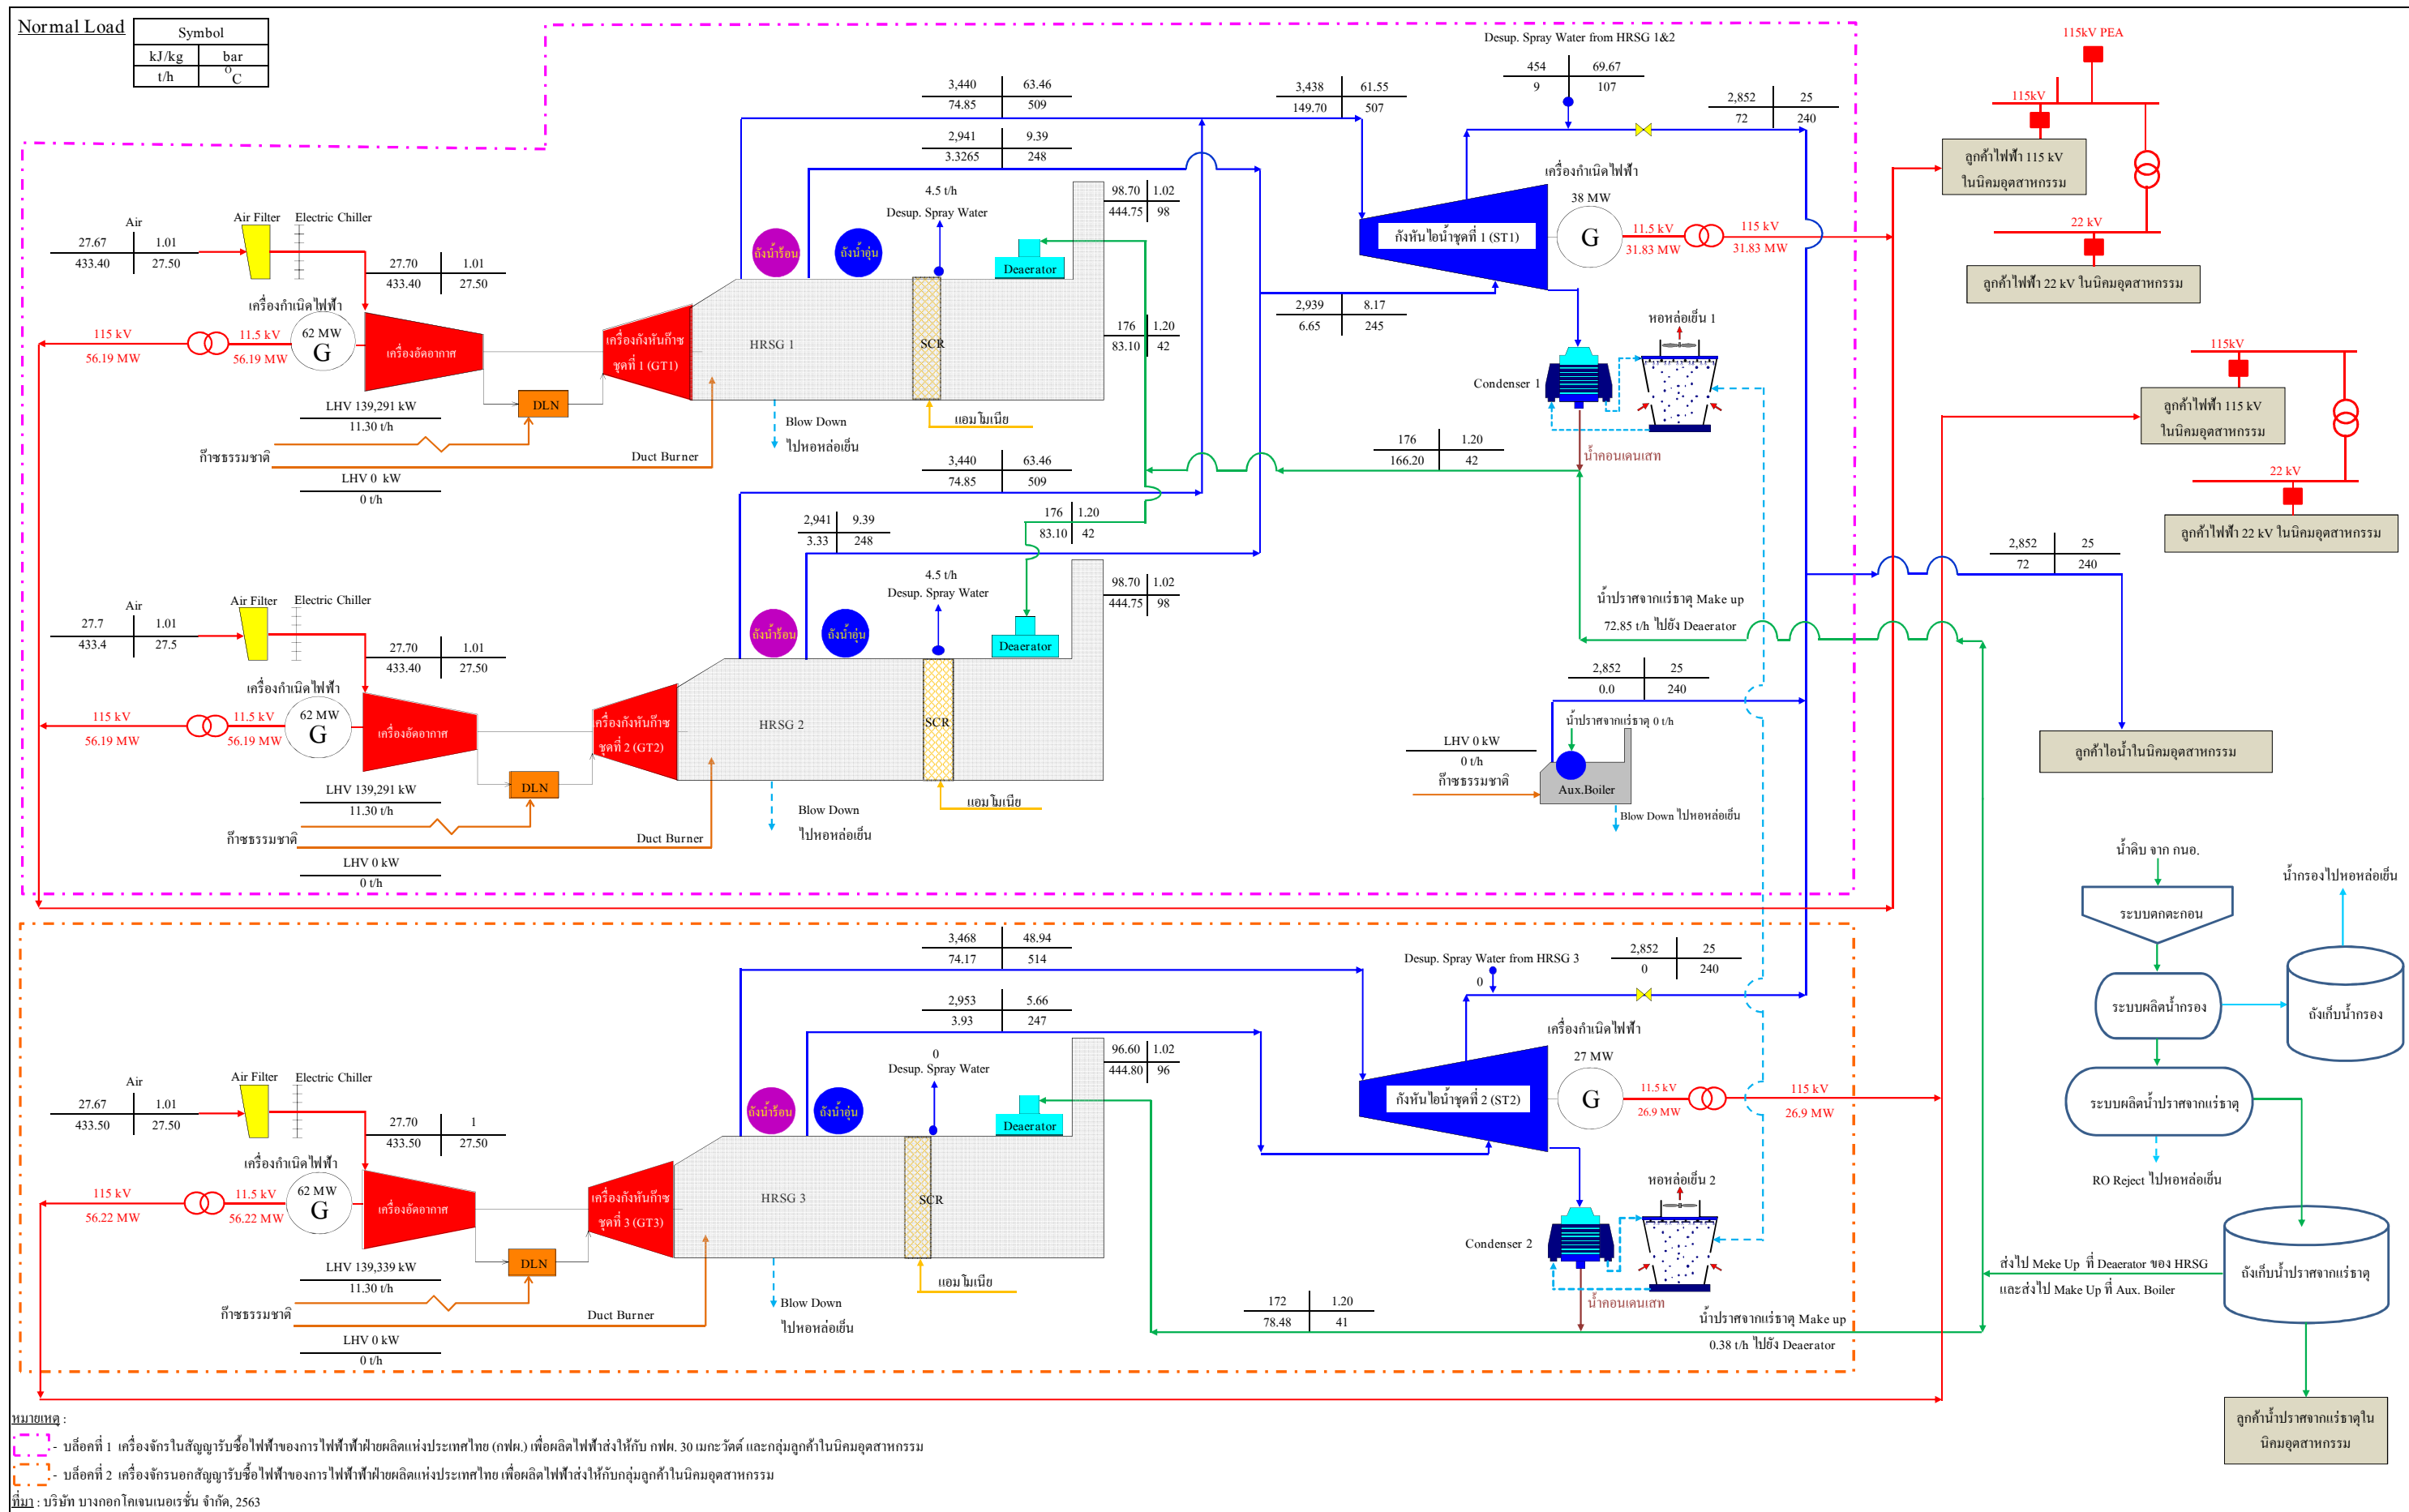 Normal Load
Symbol
kJ/kg bar
t/h °C
Desup. Spray Water from HRSG 1&2
454 69.67
9 107
3,440 63.46
74.85 509
3,438 61.55
149.70 507
2,852 25
72 240
2,941 9.39
3.3265 248
115kV PEA
115kV
ลูกค้าไฟฟ้า 115 kV
ในนิคมอุตสาหกรรม
22 kV
ลูกค้าไฟฟ้า 22 kV ในนิคมอุตสาหกรรม
Air
27.67 1.01
433.40 27.50
Air Filter
Electric Chiller
27.70 1.01
433.40 27.50
เครื่องกำเนิดไฟฟ้า
62 MW
G
115 kV
56.19 MW
11.5 kV
56.19 MW
เครื่องอัดอากาศ
เครื่องกังหันก๊าซ
ชุดที่ 1 (GT1)
DLN
LHV 139,291 kW
11.30 t/h
ก๊าซธรรมชาติ
Duct Burner
LHV 0 kW
0 t/h
ถังน้ำร้อน
ถังน้ำอุ่น
4.5 t/h
Desup. Spray Water
Deaerator
98.70 1.02
444.75 98
HRSG 1
SCR
176 1.20
83.10 42
Blow Down
ไปหอหล่อเย็น
แอมโมเนีย
เครื่องกำเนิดไฟฟ้า
38 MW
G
กังหันไอน้ำชุดที่ 1 (ST1)
11.5 kV
31.83 MW
115 kV
31.83 MW
2,939 8.17
6.65 245
หอหล่อเย็น 1
Condenser 1
น้ำคอนเดนเสท
176 1.20
166.20 42
115kV
ลูกค้าไฟฟ้า 115 kV
ในนิคมอุตสาหกรรม
22 kV
ลูกค้าไฟฟ้า 22 kV ในนิคมอุตสาหกรรม
3,440 63.46
74.85 509
2,941 9.39
3.33 248
176 1.20
83.10 42
2,852 25
72 240
Air
27.7 1.01
433.4 27.5
Air Filter
Electric Chiller
27.70 1.01
433.40 27.50
เครื่องกำเนิดไฟฟ้า
62 MW
G
115 kV
56.19 MW
11.5 kV
56.19 MW
เครื่องอัดอากาศ
เครื่องกังหันก๊าซ
ชุดที่ 2 (GT2)
DLN
LHV 139,291 kW
11.30 t/h
ก๊าซธรรมชาติ
Duct Burner
LHV 0 kW
0 t/h
ถังน้ำร้อน
ถังน้ำอุ่น
4.5 t/h
Desup. Spray Water
Deaerator
98.70 1.02
444.75 98
HRSG 2
SCR
Blow Down
ไปหอหล่อเย็น
แอมโมเนีย
น้ำปราศจากแร่ธาตุ Make up
72.85 t/h ไปยัง Deaerator
2,852 25
0.0 240
น้ำปราศจากแร่ธาตุ 0 t/h
LHV 0 kW
0 t/h
ก๊าซธรรมชาติ
Aux.Boiler
Blow Down ไปหอหล่อเย็น
ลูกค้าไอน้ำในนิคมอุตสาหกรรม
น้ำดิบ จาก กนอ.
น้ำกรองไปหอหล่อเย็น
ระบบตกตะกอน
ระบบผลิตน้ำกรอง
ถังเก็บน้ำกรอง
ระบบผลิตน้ำปราศจากแร่ธาตุ
RO Reject ไปหอหล่อเย็น
ส่งไป Meke Up ที่ Deaerator ของ HRSG
และส่งไป Make Up ที่ Aux. Boiler
ถังเก็บน้ำปราศจากแร่ธาตุ
ลูกค้าน้ำปราศจากแร่ธาตุใน
นิคมอุตสาหกรรม
3,468 48.94
74.17 514
2,953 5.66
3.93 247
Desup. Spray Water from HRSG 3
0
2,852 25
0 240
Air
27.67 1.01
433.50 27.50
Air Filter
Electric Chiller
27.70 1
433.50 27.50
เครื่องกำเนิดไฟฟ้า
62 MW
G
115 kV
56.22 MW
11.5 kV
56.22 MW
เครื่องอัดอากาศ
เครื่องกังหันก๊าซ
ชุดที่ 3 (GT3)
DLN
LHV 139,339 kW
11.30 t/h
ก๊าซธรรมชาติ
Duct Burner
LHV 0 kW
0 t/h
ถังน้ำร้อน
ถังน้ำอุ่น
0
Desup. Spray Water
Deaerator
96.60 1.02
444.80 96
HRSG 3
SCR
Blow Down
ไปหอหล่อเย็น
แอมโมเนีย
เครื่องกำเนิดไฟฟ้า
27 MW
G
กังหันไอน้ำชุดที่ 2 (ST2)
11.5 kV
26.9 MW
115 kV
26.9 MW
หอหล่อเย็น 2
Condenser 2
น้ำคอนเดนเสท
172 1.20
78.48 41
น้ำปราศจากแร่ธาตุ Make up
0.38 t/h ไปยัง Deaerator
หมายเหตุ :
- บล็อคที่ 1 เครื่องจักรในสัญญารับซื้อไฟฟ้าของการไฟฟ้าฟ้าฝ่ายผลิตแห่งประเทศไทย (กฟผ.) เพื่อผลิตไฟฟ้าส่งให้กับ กฟผ. 30 เมกะวัตต์ และกลุ่มลูกค้าในนิคมอุตสาหกรรม
- บล็อคที่ 2 เครื่องจักรนอกสัญญารับซื้อไฟฟ้าของการไฟฟ้าฟ้าฝ่ายผลิตแห่งประเทศไทย เพื่อผลิตไฟฟ้าส่งให้กับกลุ่มลูกค้าในนิคมอุตสาหกรรม
ที่มา : บริษัท บางกอกโคเจนเนอเรชั่น จำกัด, 2563